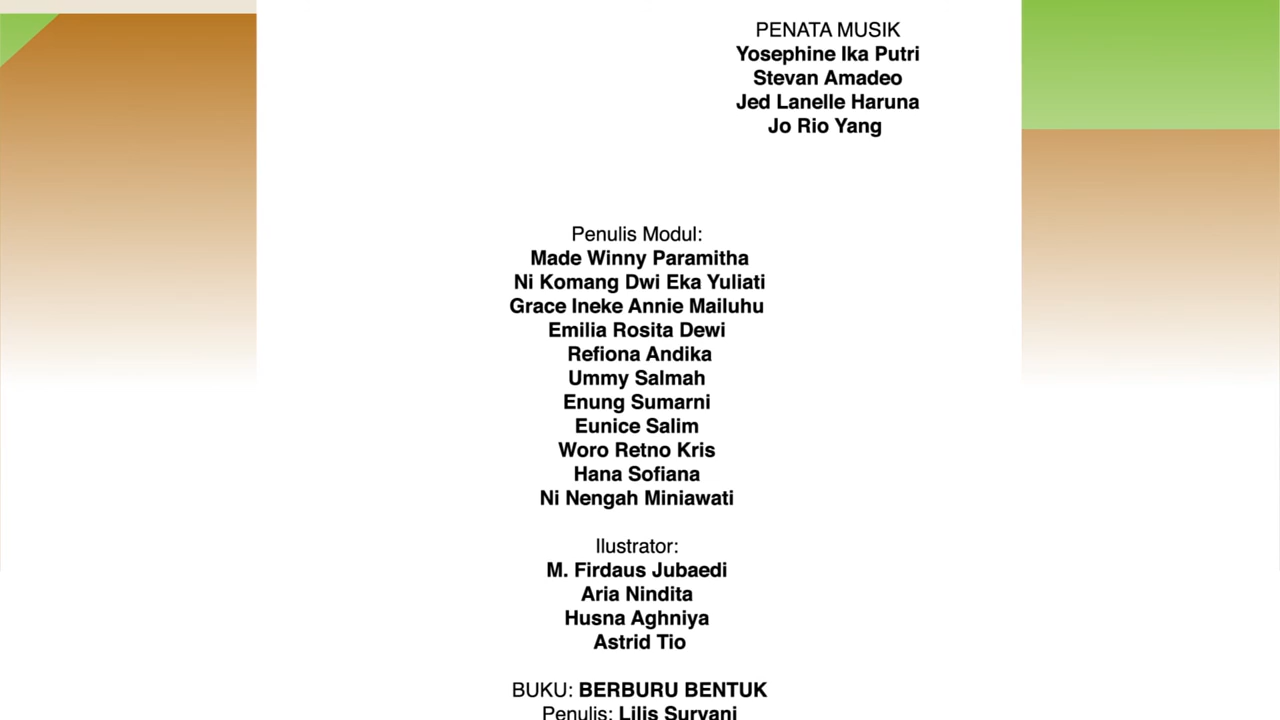 PENATA MUSIK
Yosephine Ika Putri
Stevan Amadeo
Jed Lanelle Haruna
Jo Rio Yang
Penulis Modul:
Made Winny Paramitha
Ni Komang Dwi Eka Yuliati
Grace Ineke Annie Mailuhu
Emilia Rosita Dewi
Refiona Andika
Ummy Salmah
Enung Sumarni
Eunice Salim
Woro Retno Kris
Hana Sofiana
Ni Nengah Miniawati
Ilustrator:
M. Firdaus Jubaedi
Aria Nindita
Husna Aghniya
Astrid Tio
BUKU: BERBURU BENTUK
Penulis: Lilis Suryani